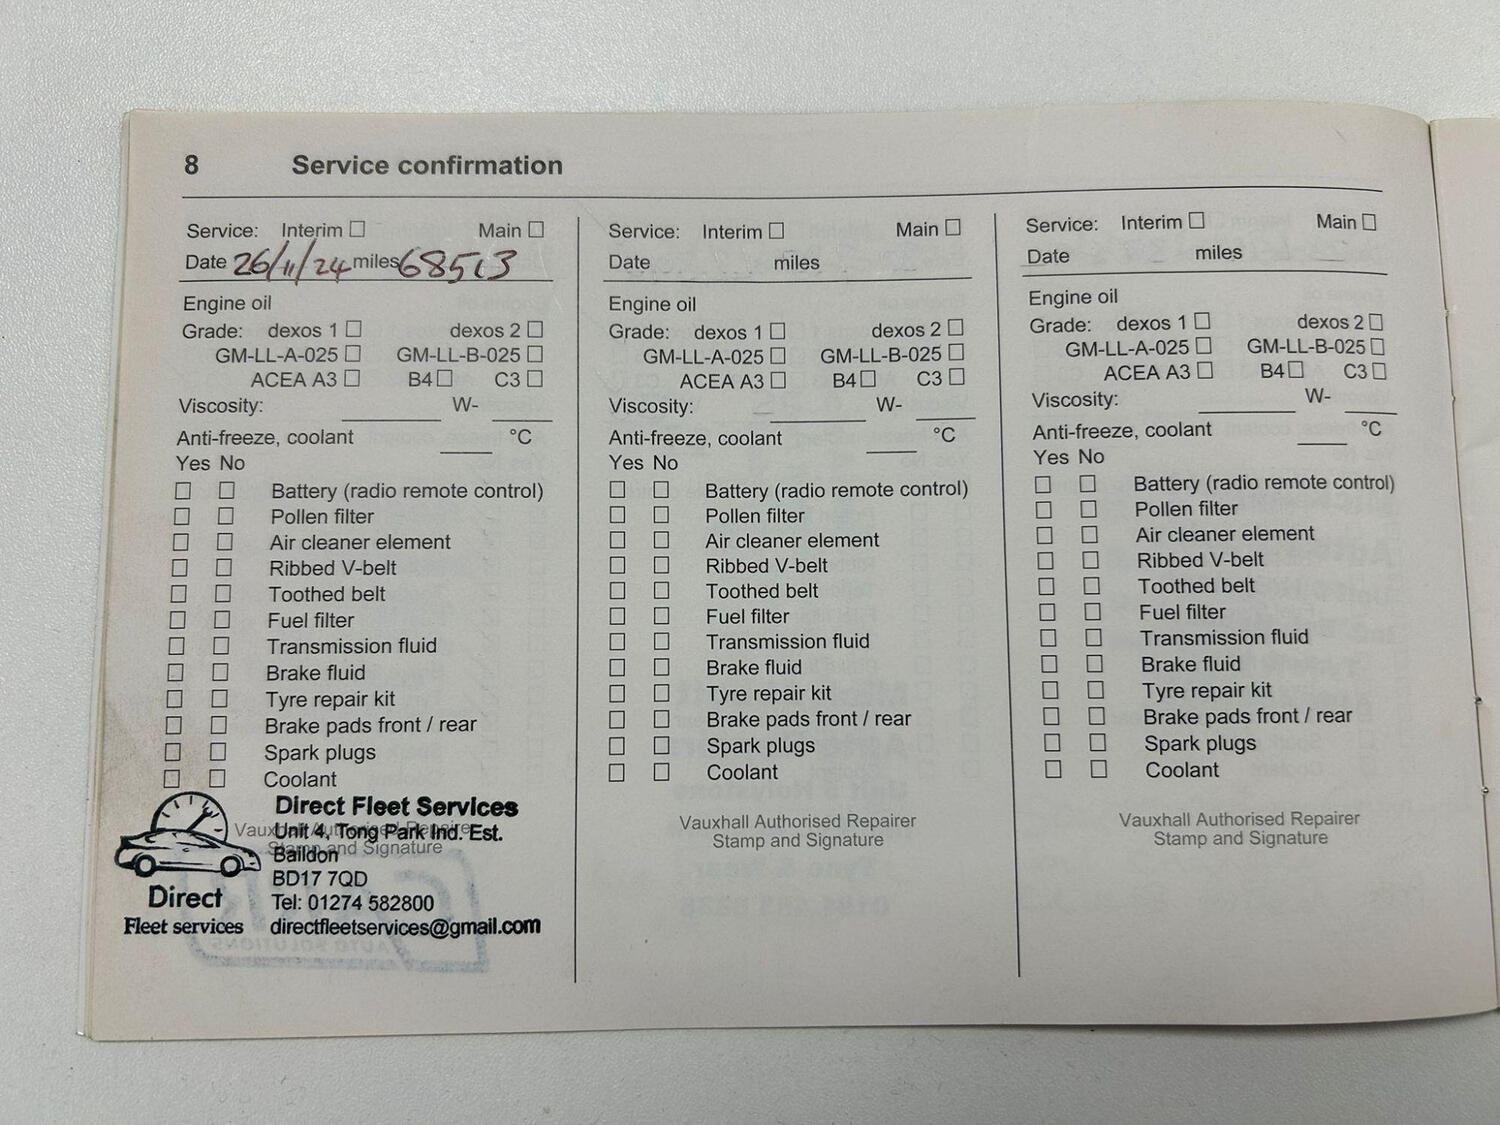 8 Service confirmation
Service: Interim ☐ Main ☐
Date 26/11/24 miles 68513
Engine oil
Grade: dexos 1 ☐ dexos 2 ☐
GM-LL-A-025 ☐ GM-LL-B-025 ☐
ACEA A3 ☐ B4 ☐ C3 ☐
Viscosity: W-
Anti-freeze, coolant °C
Yes No
☐ ☐ Battery (radio remote control)
☐ ☐ Pollen filter
☐ ☐ Air cleaner element
☐ ☐ Ribbed V-belt
☐ ☐ Toothed belt
☐ ☐ Fuel filter
☐ ☐ Transmission fluid
☐ ☐ Brake fluid
☐ ☐ Tyre repair kit
☐ ☐ Brake pads front / rear
☐ ☐ Spark plugs
☐ ☐ Coolant
Vauxhall Authorised Repairer
Stamp and Signature
Direct
Fleet services
Direct Fleet Services
Unit 4, Tong Park Ind. Est.
Baildon
BD17 7QD
Tel: 01274 582800
directfleetservices@gmail.com
Service: Interim ☐ Main ☐
Date miles
Engine oil
Grade: dexos 1 ☐ dexos 2 ☐
GM-LL-A-025 ☐ GM-LL-B-025 ☐
ACEA A3 ☐ B4 ☐ C3 ☐
Viscosity: W-
Anti-freeze, coolant °C
Yes No
☐ ☐ Battery (radio remote control)
☐ ☐ Pollen filter
☐ ☐ Air cleaner element
☐ ☐ Ribbed V-belt
☐ ☐ Toothed belt
☐ ☐ Fuel filter
☐ ☐ Transmission fluid
☐ ☐ Brake fluid
☐ ☐ Tyre repair kit
☐ ☐ Brake pads front / rear
☐ ☐ Spark plugs
☐ ☐ Coolant
Vauxhall Authorised Repairer
Stamp and Signature
Service: Interim ☐ Main ☐
Date miles
Engine oil
Grade: dexos 1 ☐ dexos 2 ☐
GM-LL-A-025 ☐ GM-LL-B-025 ☐
ACEA A3 ☐ B4 ☐ C3 ☐
Viscosity: W-
Anti-freeze, coolant °C
Yes No
☐ ☐ Battery (radio remote control)
☐ ☐ Pollen filter
☐ ☐ Air cleaner element
☐ ☐ Ribbed V-belt
☐ ☐ Toothed belt
☐ ☐ Fuel filter
☐ ☐ Transmission fluid
☐ ☐ Brake fluid
☐ ☐ Tyre repair kit
☐ ☐ Brake pads front / rear
☐ ☐ Spark plugs
☐ ☐ Coolant
Vauxhall Authorised Repairer
Stamp and Signature